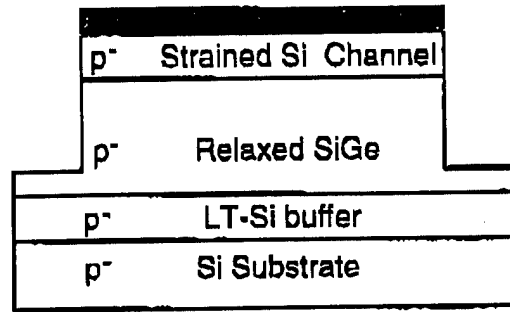 p- Strained Si Channel
p- Relaxed SiGe
p- LT-Si buffer
p- Si Substrate